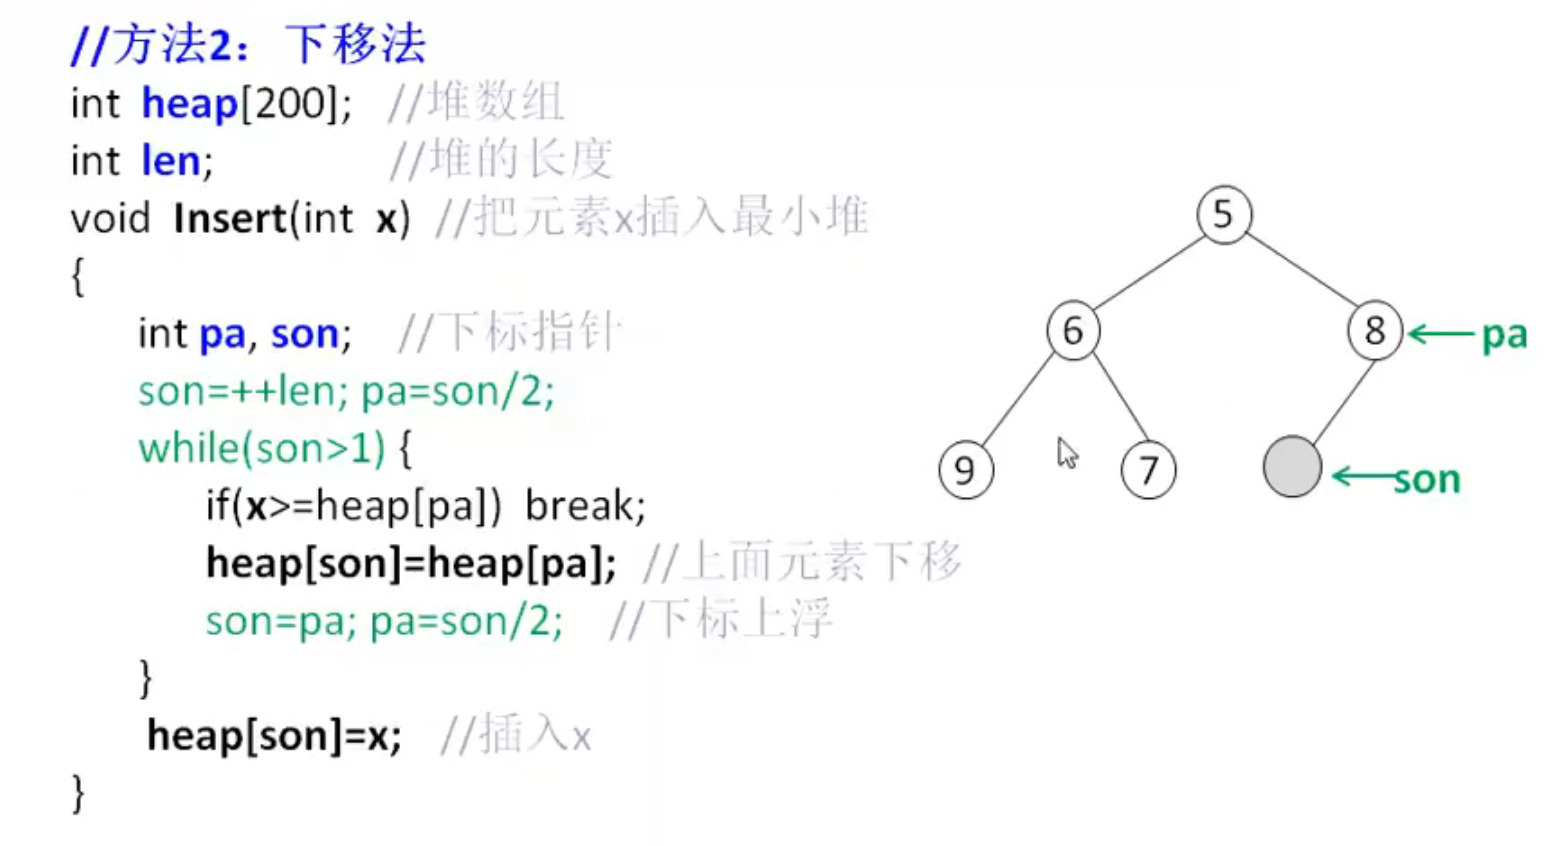 //方法2：下移法
int heap[200]; //堆数组
int len; //堆的长度
void Insert(int x) //把元素x插入最小堆
{
int pa, son; //下标指针
son=++len; pa=son/2;
while(son>1) {
if(x>=heap[pa]) break;
heap[son]=heap[pa]; //上面元素下移
son=pa; pa=son/2; //下标上浮
}
heap[son]=x; //插入x
}
5
6
8
pa
9
7
son